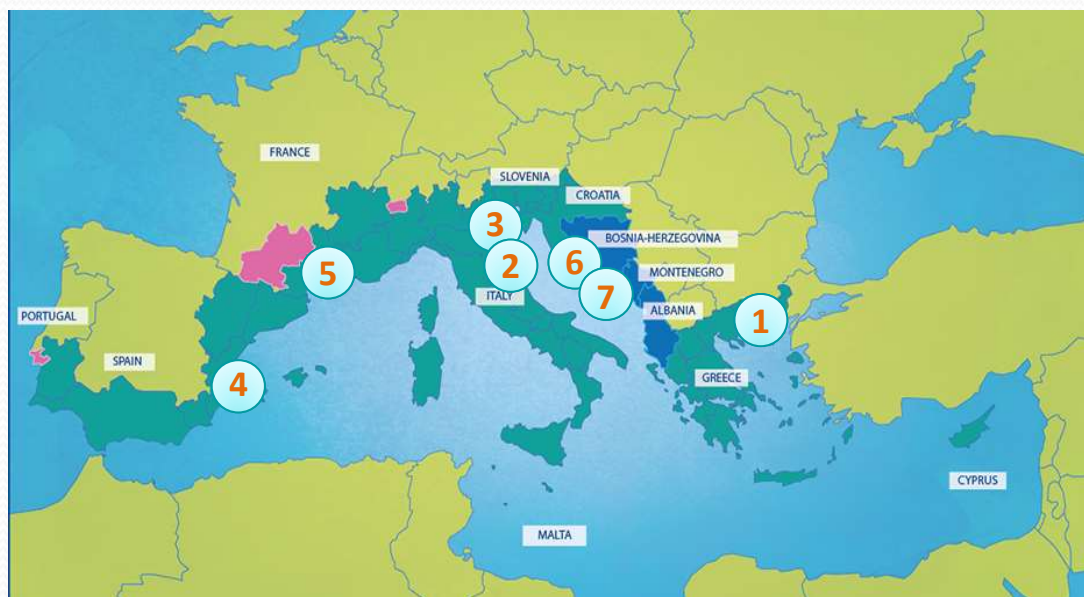 FRANCE
SLOVENIA
CROATIA
3
BOSNIA-HERZEGOVINA
2
6
5
MONTENEGRO
7
ITALY
ALBANIA
PORTUGAL
1
SPAIN
GREECE
4
CYPRUS
MALTA